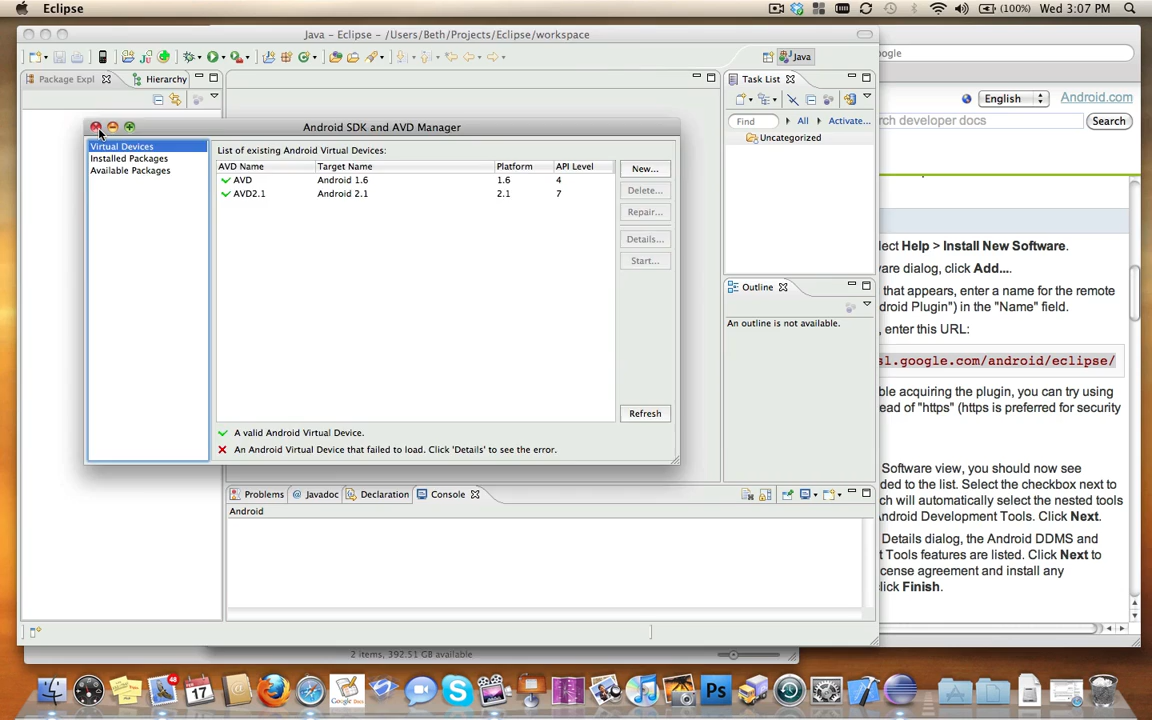 Eclipse
(100%) Wed 3:07 PM
Java – Eclipse – /Users/Beth/Projects/Eclipse/workspace
ogle
Java
English
Android.com
rch developer docs
Search
Package Expl
Hierarchy
Task List
Find
All
Activate...
Uncategorized
Android SDK and AVD Manager
Virtual Devices
Installed Packages
Available Packages
List of existing Android Virtual Devices:
AVD Name Target Name Platform API Level
AVD Android 1.6 1.6 4
AVD2.1 Android 2.1 2.1 7
New...
Delete...
Repair...
Details...
Start...
Refresh
A valid Android Virtual Device.
An Android Virtual Device that failed to load. Click 'Details' to see the error.
Outline
An outline is not available.
lect Help > Install New Software.
are dialog, click Add....
that appears, enter a name for the remote
droid Plugin") in the "Name" field.
, enter this URL:
sl.google.com/android/eclipse/
ble acquiring the plugin, you can try using
ead of "https" (https is preferred for security
Software view, you should now see
ded to the list. Select the checkbox next to
ch will automatically select the nested tools
Android Development Tools. Click Next.
Details dialog, the Android DDMS and
t Tools features are listed. Click Next to
cense agreement and install any
click Finish.
Problems
@ Javadoc
Declaration
Console
Android
2 items, 392.51 GB available
48
17
Google Docs
Ps